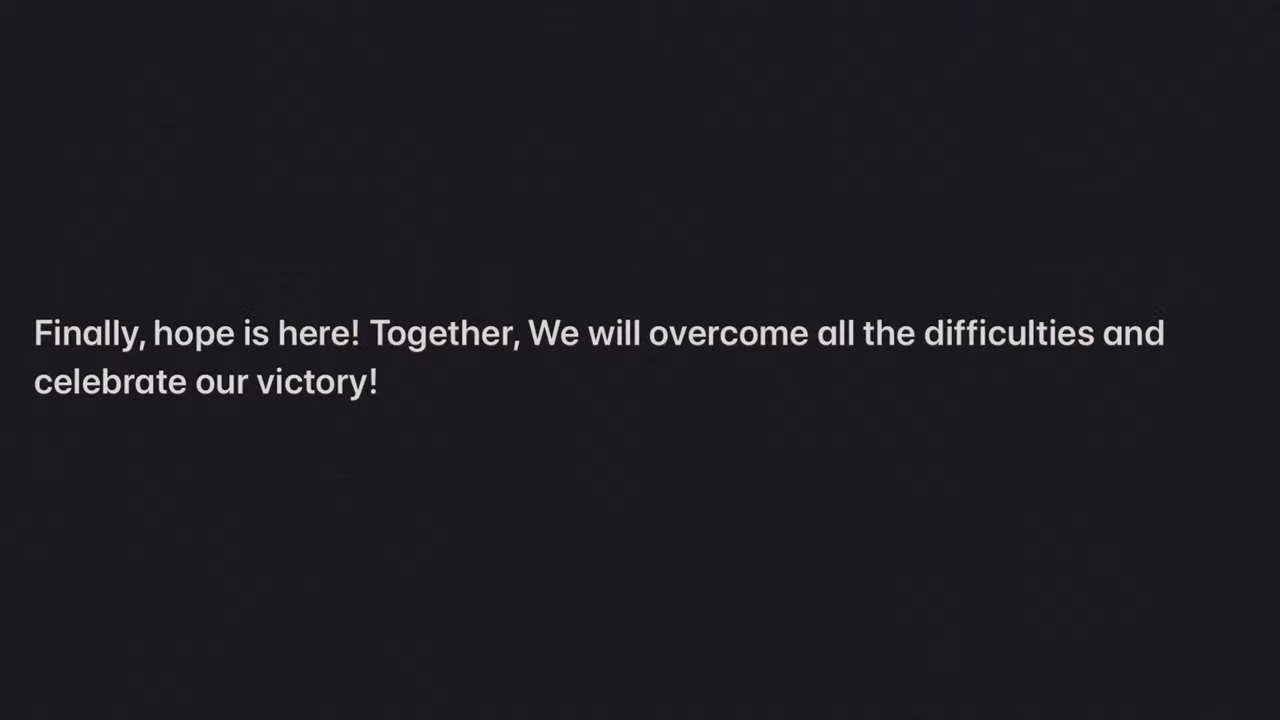 Finally, hope is here! Together, We will overcome all the difficulties and
celebrate our victory!